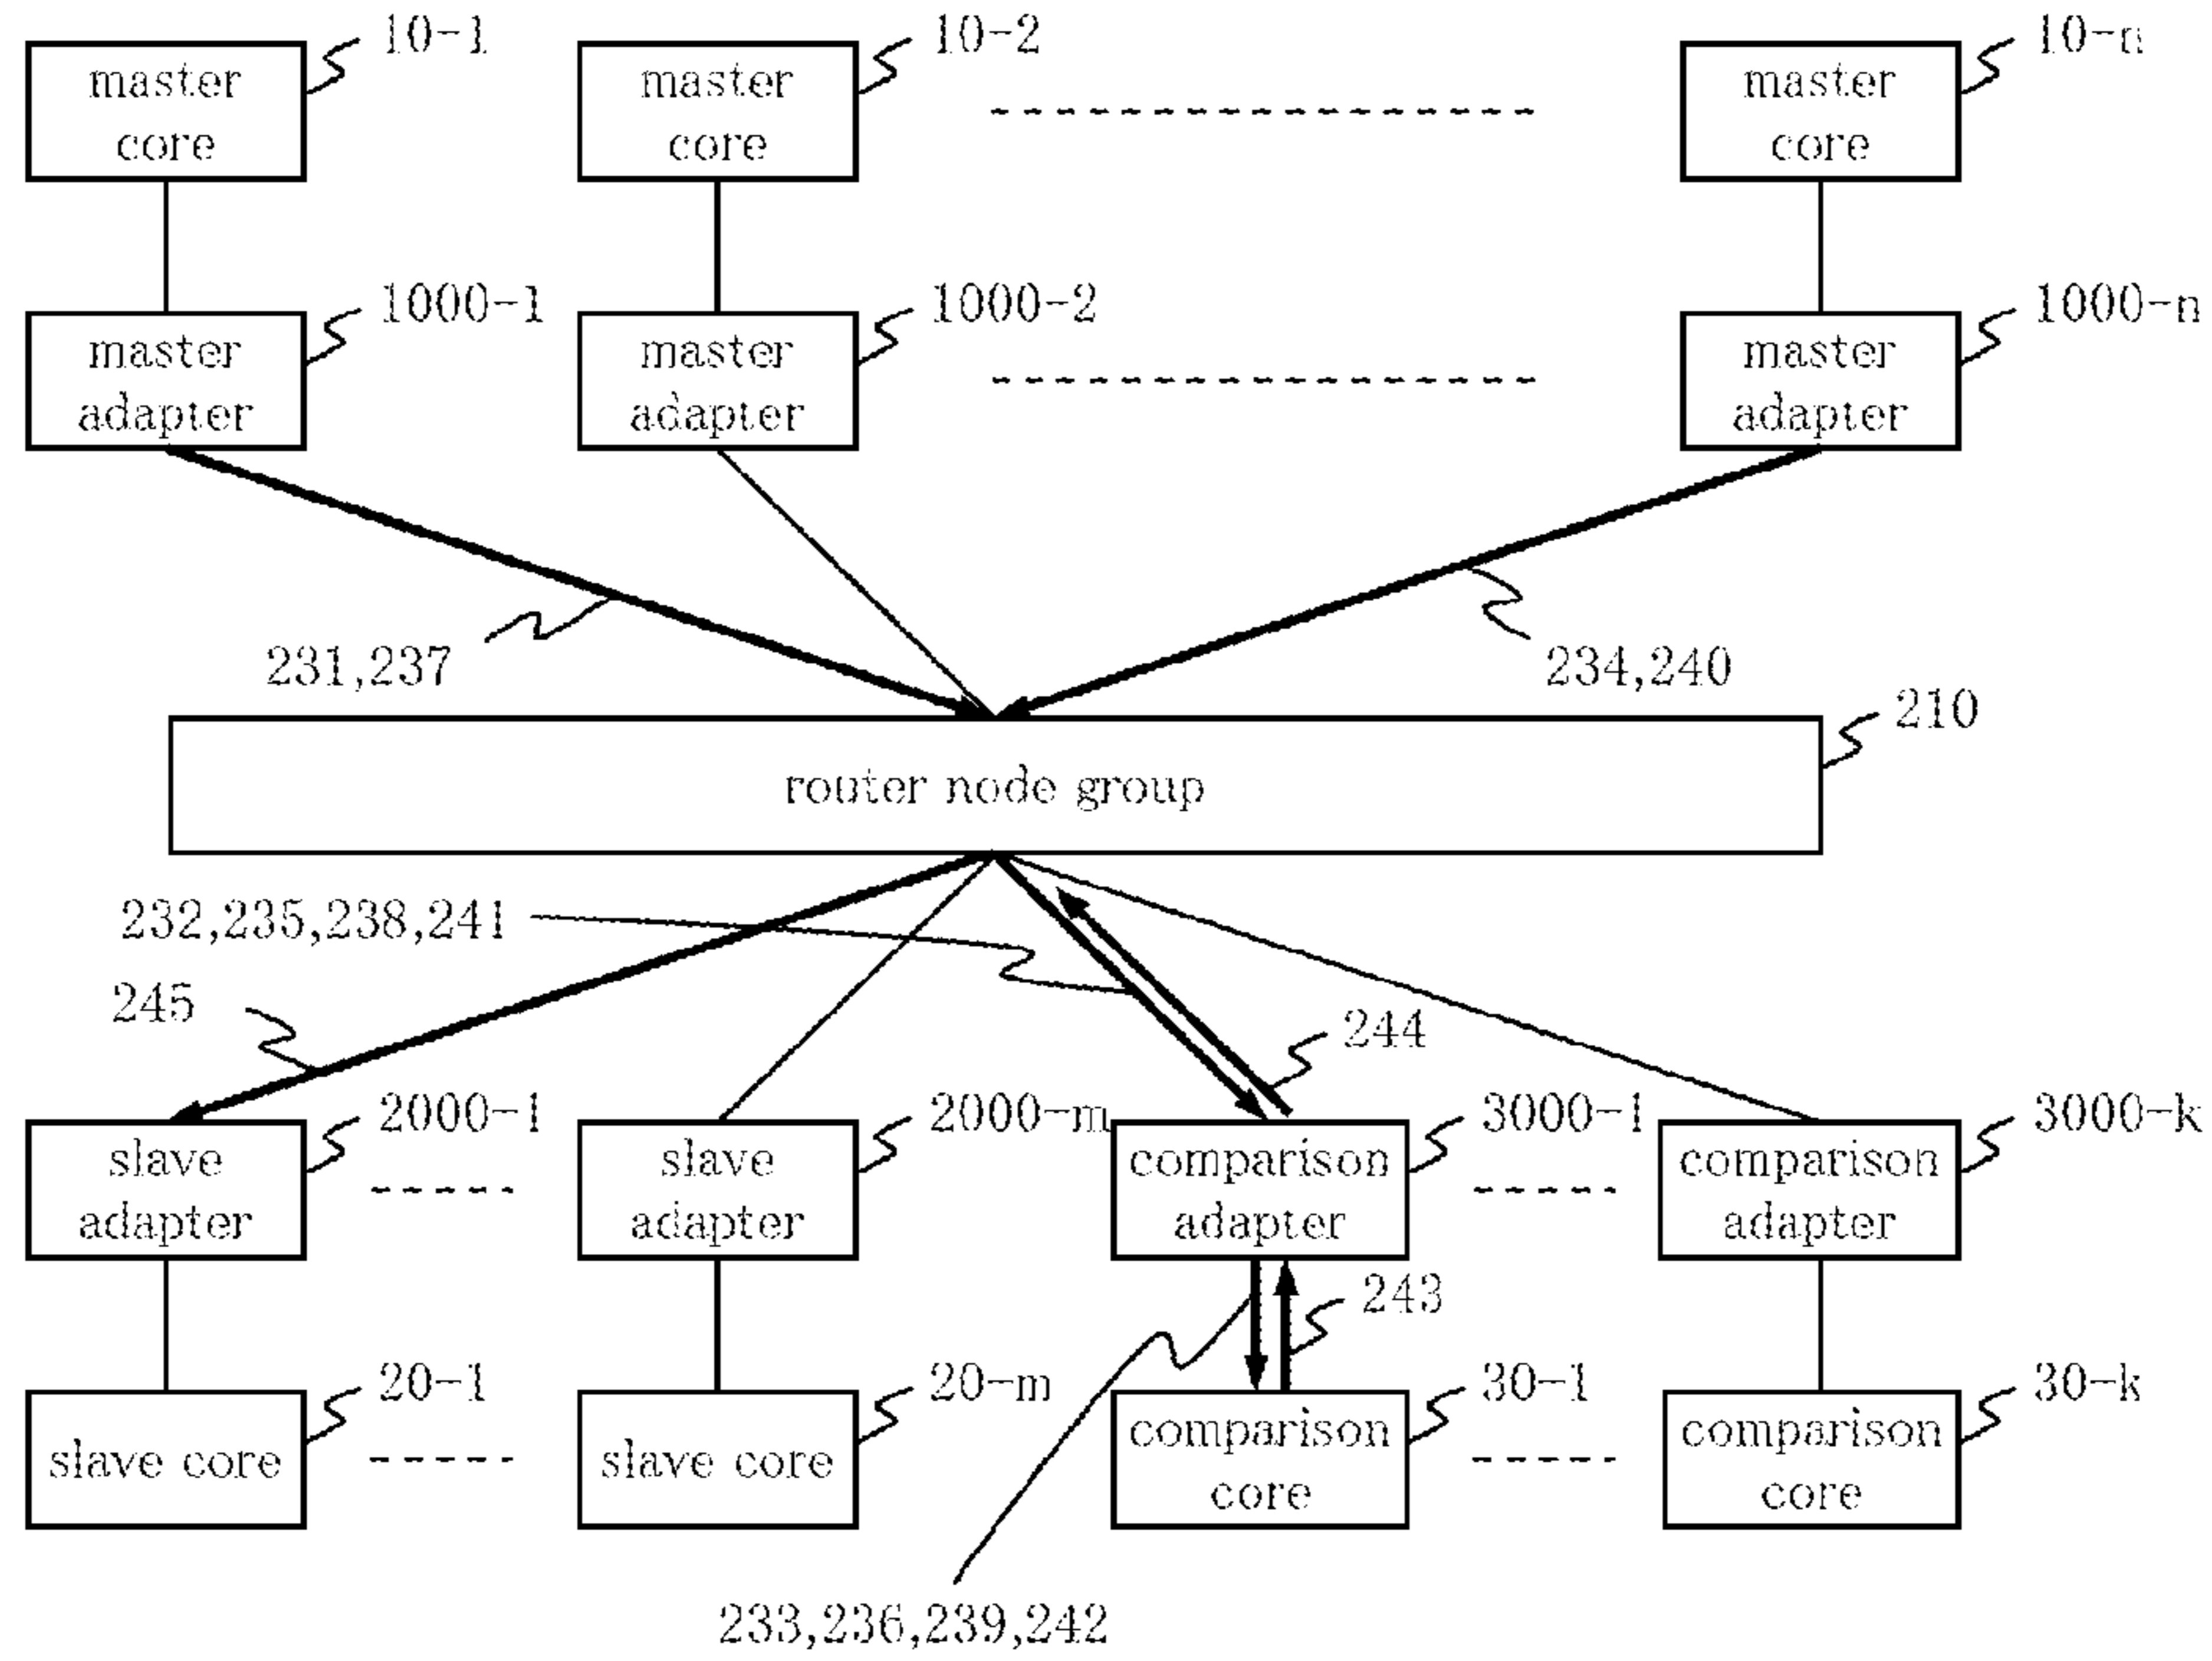 10-1
10-2
10-n
master
core
master
core
master
core
1000-1
1000-2
1000-n
master
adapter
master
adapter
master
adapter
231,237
234,240
210
router node group
232,235,238,241
245
244
2000-1
2000-m
3000-1
3000-k
slave
adapter
slave
adapter
comparison
adapter
comparison
adapter
243
20-1
20-m
30-1
30-k
slave core
slave core
comparison
core
comparison
core
233,236,239,242